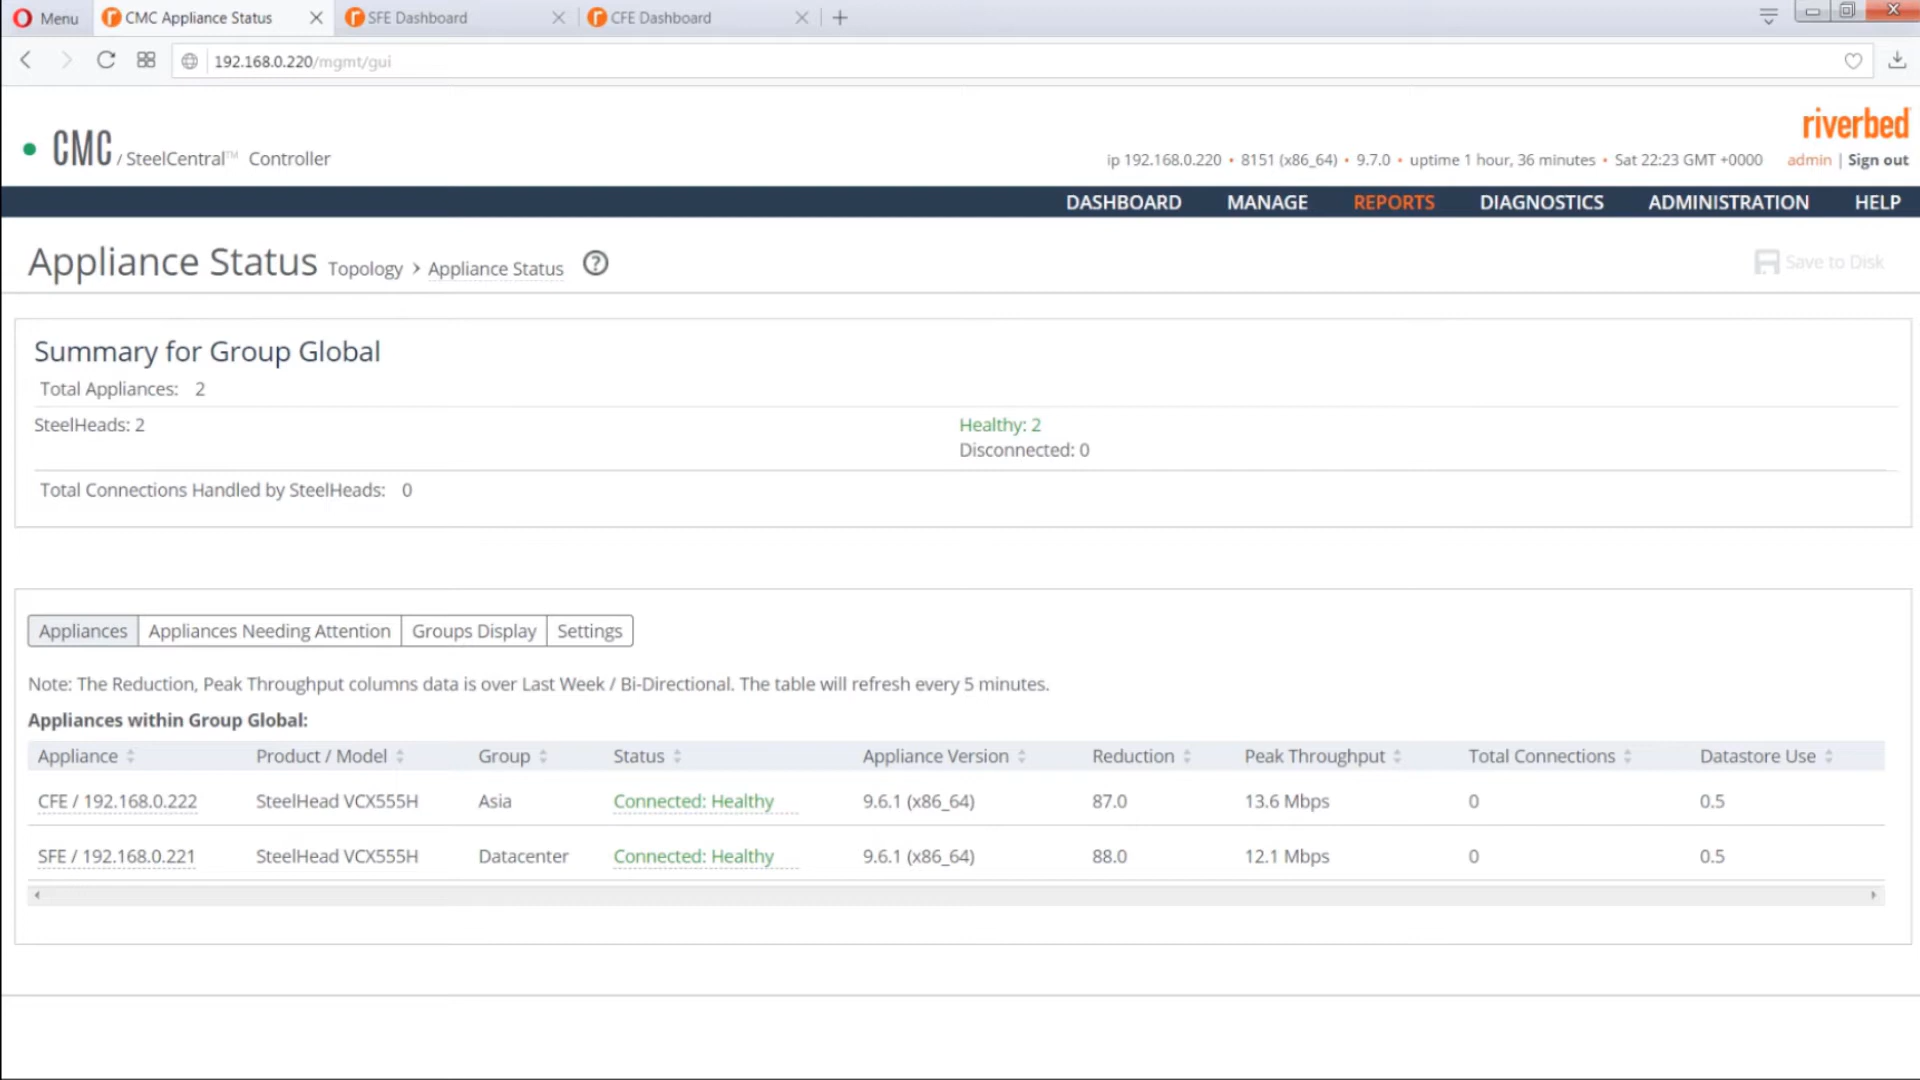 Menu
CMC Appliance Status
SFE Dashboard
CFE Dashboard
192.168.0.220/mgmt/gui
riverbed
CMC / SteelCentral™ Controller
ip 192.168.0.220 • 8151 (x86_64) • 9.7.0 • uptime 1 hour, 36 minutes • Sat 22:23 GMT +0000 admin | Sign out
DASHBOARD MANAGE REPORTS DIAGNOSTICS ADMINISTRATION HELP
Appliance Status Topology > Appliance Status ?
Save to Disk
Summary for Group Global
Total Appliances: 2
SteelHeads: 2
Healthy: 2
Disconnected: 0
Total Connections Handled by SteelHeads: 0
Appliances Appliances Needing Attention Groups Display Settings
Note: The Reduction, Peak Throughput columns data is over Last Week / Bi-Directional. The table will refresh every 5 minutes.
Appliances within Group Global:
Appliance Product / Model Group Status Appliance Version Reduction Peak Throughput Total Connections Datastore Use
CFE / 192.168.0.222 SteelHead VCX555H Asia Connected: Healthy 9.6.1 (x86_64) 87.0 13.6 Mbps 0 0.5
SFE / 192.168.0.221 SteelHead VCX555H Datacenter Connected: Healthy 9.6.1 (x86_64) 88.0 12.1 Mbps 0 0.5